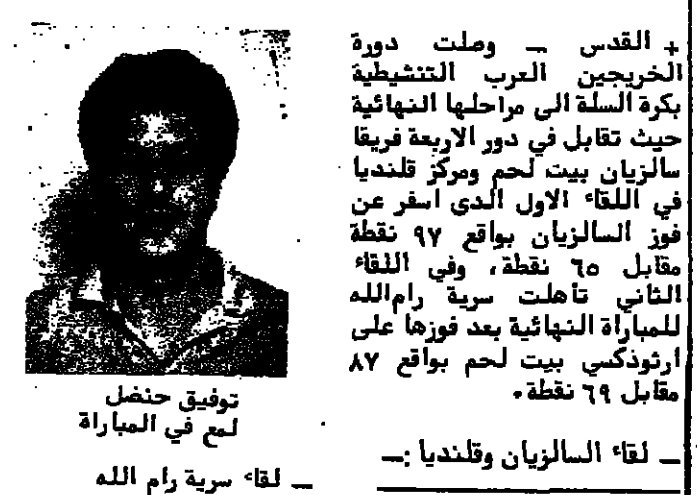 + القدس — وصلت دورة
الخريجين العرب التنشيطية
بكرة السلة الى مراحلها النهائية
حيث تقابل في دور الاربعة فريقا
سالزيان بيت لحم ومركز قلنديا
في اللقاء الاول الذي اسفر عن
فوز السالزيان بواقع ٩٧ نقطة
مقابل ٦٥ نقطة، وفي اللقاء
الثاني تاهلت سرية رام الله
للمباراة النهائية بعد فوزها على
ارثوذكسي بيت لحم بواقع ٨٧
مقابل ٦٩ نقطة.
— لقاء السالزيان وقلنديا :—
توفيق حنضل
لمع في المباراة
— لقاء سرية رام الله